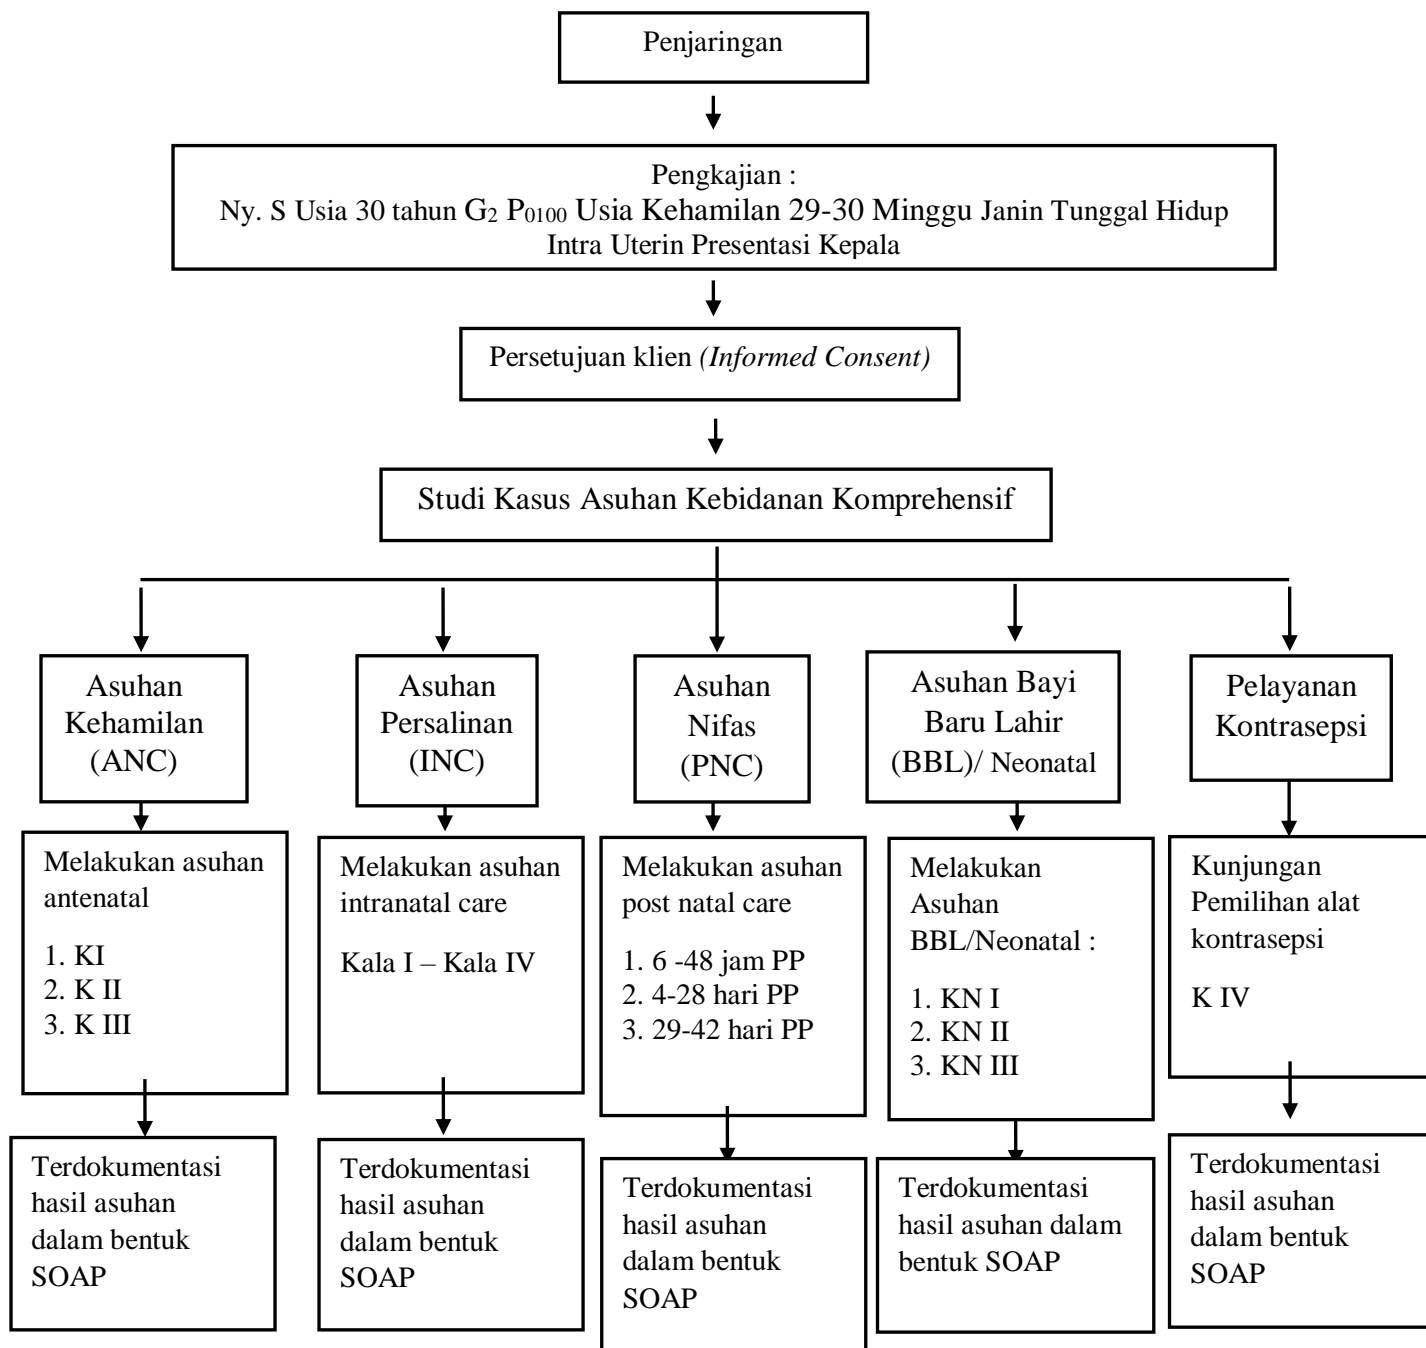 Penjaringan
Pengkajian :
Ny. S Usia 30 tahun G₂ P₀₁₀₀ Usia Kehamilan 29-30 Minggu Janin Tunggal Hidup
Intra Uterin Presentasi Kepala
Persetujuan klien (Informed Consent)
Studi Kasus Asuhan Kebidanan Komprehensif
Asuhan
Kehamilan
(ANC)
Asuhan
Persalinan
(INC)
Asuhan
Nifas
(PNC)
Asuhan Bayi
Baru Lahir
(BBL)/ Neonatal
Pelayanan
Kontrasepsi
Melakukan asuhan
antenatal
1. KI
2. K II
3. K III
Melakukan asuhan
intranatal care
Kala I – Kala IV
Melakukan asuhan
post natal care
1. 6 -48 jam PP
2. 4-28 hari PP
3. 29-42 hari PP
Melakukan
Asuhan
BBL/Neonatal :
1. KN I
2. KN II
3. KN III
Kunjungan
Pemilihan alat
kontrasepsi
K IV
Terdokumentasi
hasil asuhan
dalam bentuk
SOAP
Terdokumentasi
hasil asuhan
dalam bentuk
SOAP
Terdokumentasi
hasil asuhan
dalam bentuk
SOAP
Terdokumentasi
hasil asuhan dalam
bentuk SOAP
Terdokumentasi
hasil asuhan
dalam bentuk
SOAP